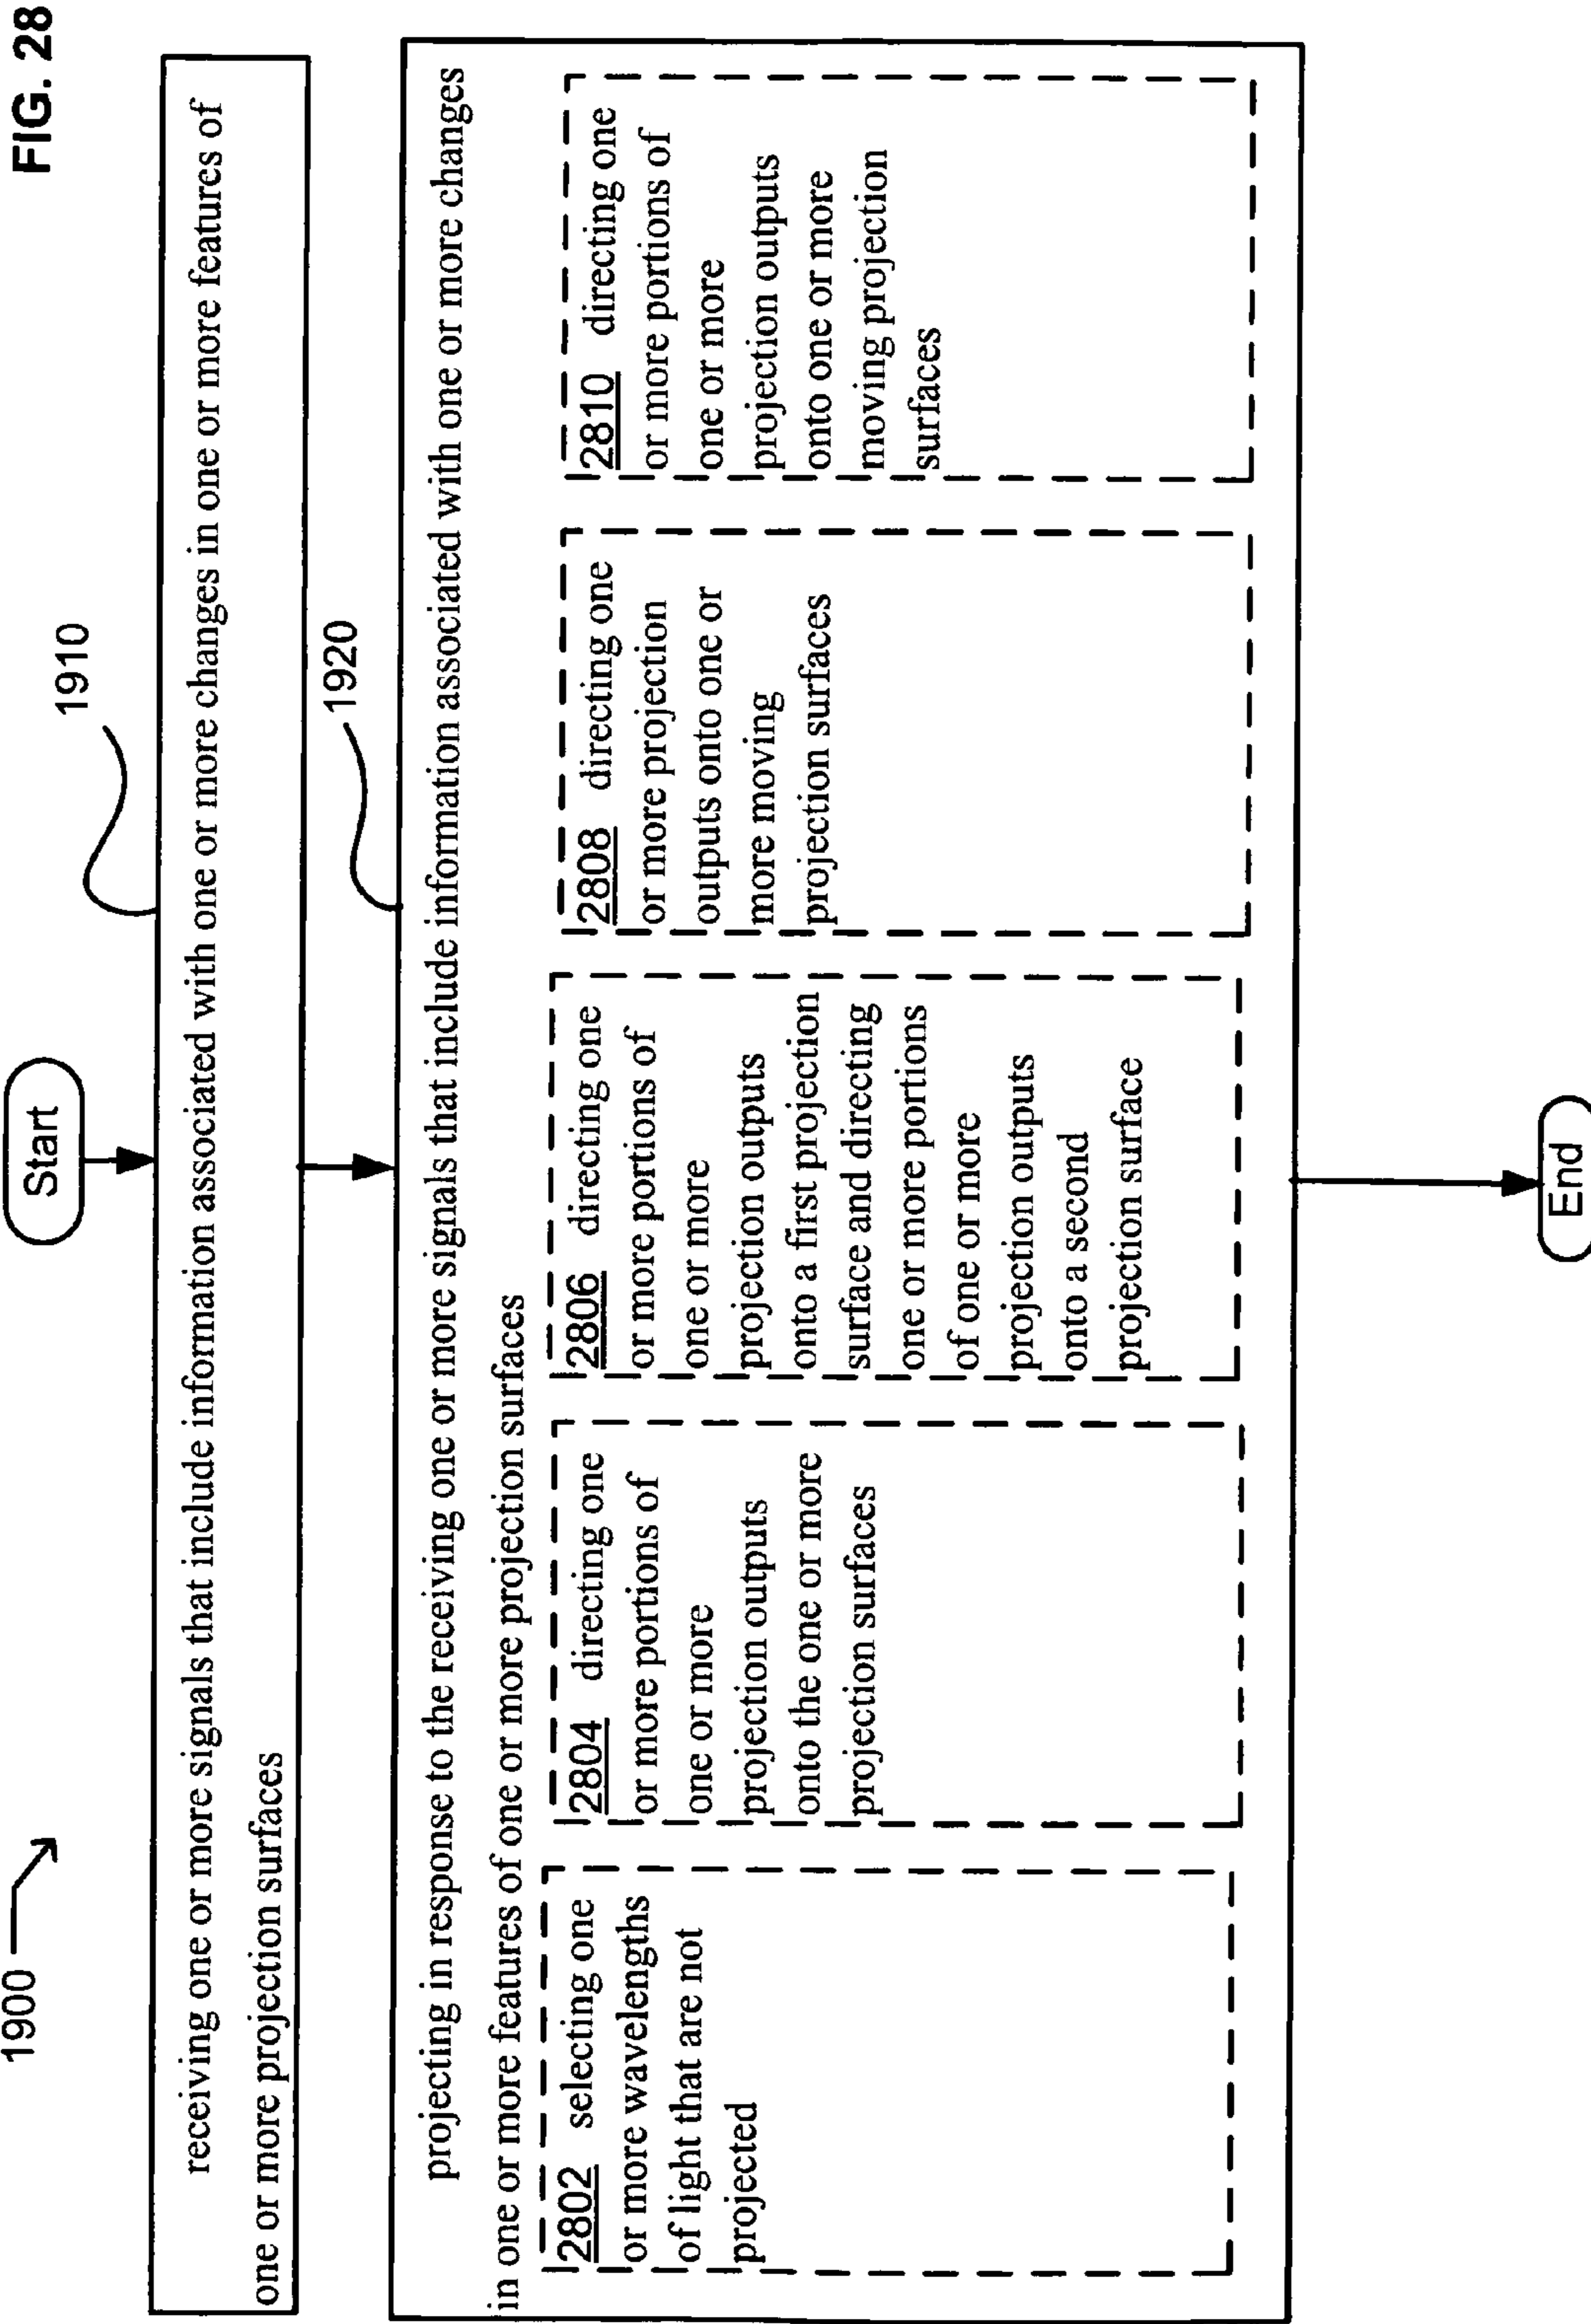 FIG. 28
1900
Start
1910
receiving one or more signals that include information associated with one or more changes in one or more features of
one or more projection surfaces
1920
projecting in response to the receiving one or more signals that include information associated with one or more changes
in one or more features of one or more projection surfaces
2802 selecting one
or more wavelengths
of light that are not
projected
2804 directing one
or more portions of
one or more
projection outputs
onto the one or more
projection surfaces
2806 directing one
or more portions of
one or more
projection outputs
onto a first projection
surface and directing
one or more portions
of one or more
projection outputs
onto a second
projection surface
2808 directing one
or more projection
outputs onto one or
more moving
projection surfaces
2810 directing one
or more portions of
one or more
projection outputs
onto one or more
moving projection
surfaces
End